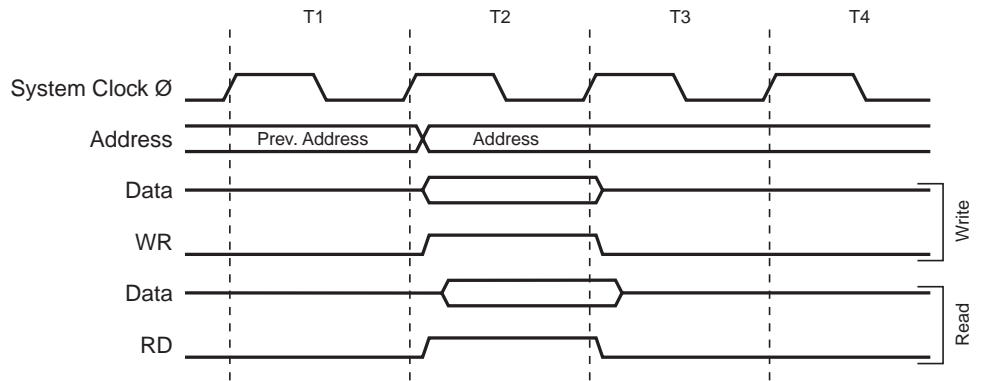 T1 T2 T3 T4
System Clock Ø
Address Prev. Address Address
Data
WR
Write
Data
RD
Read